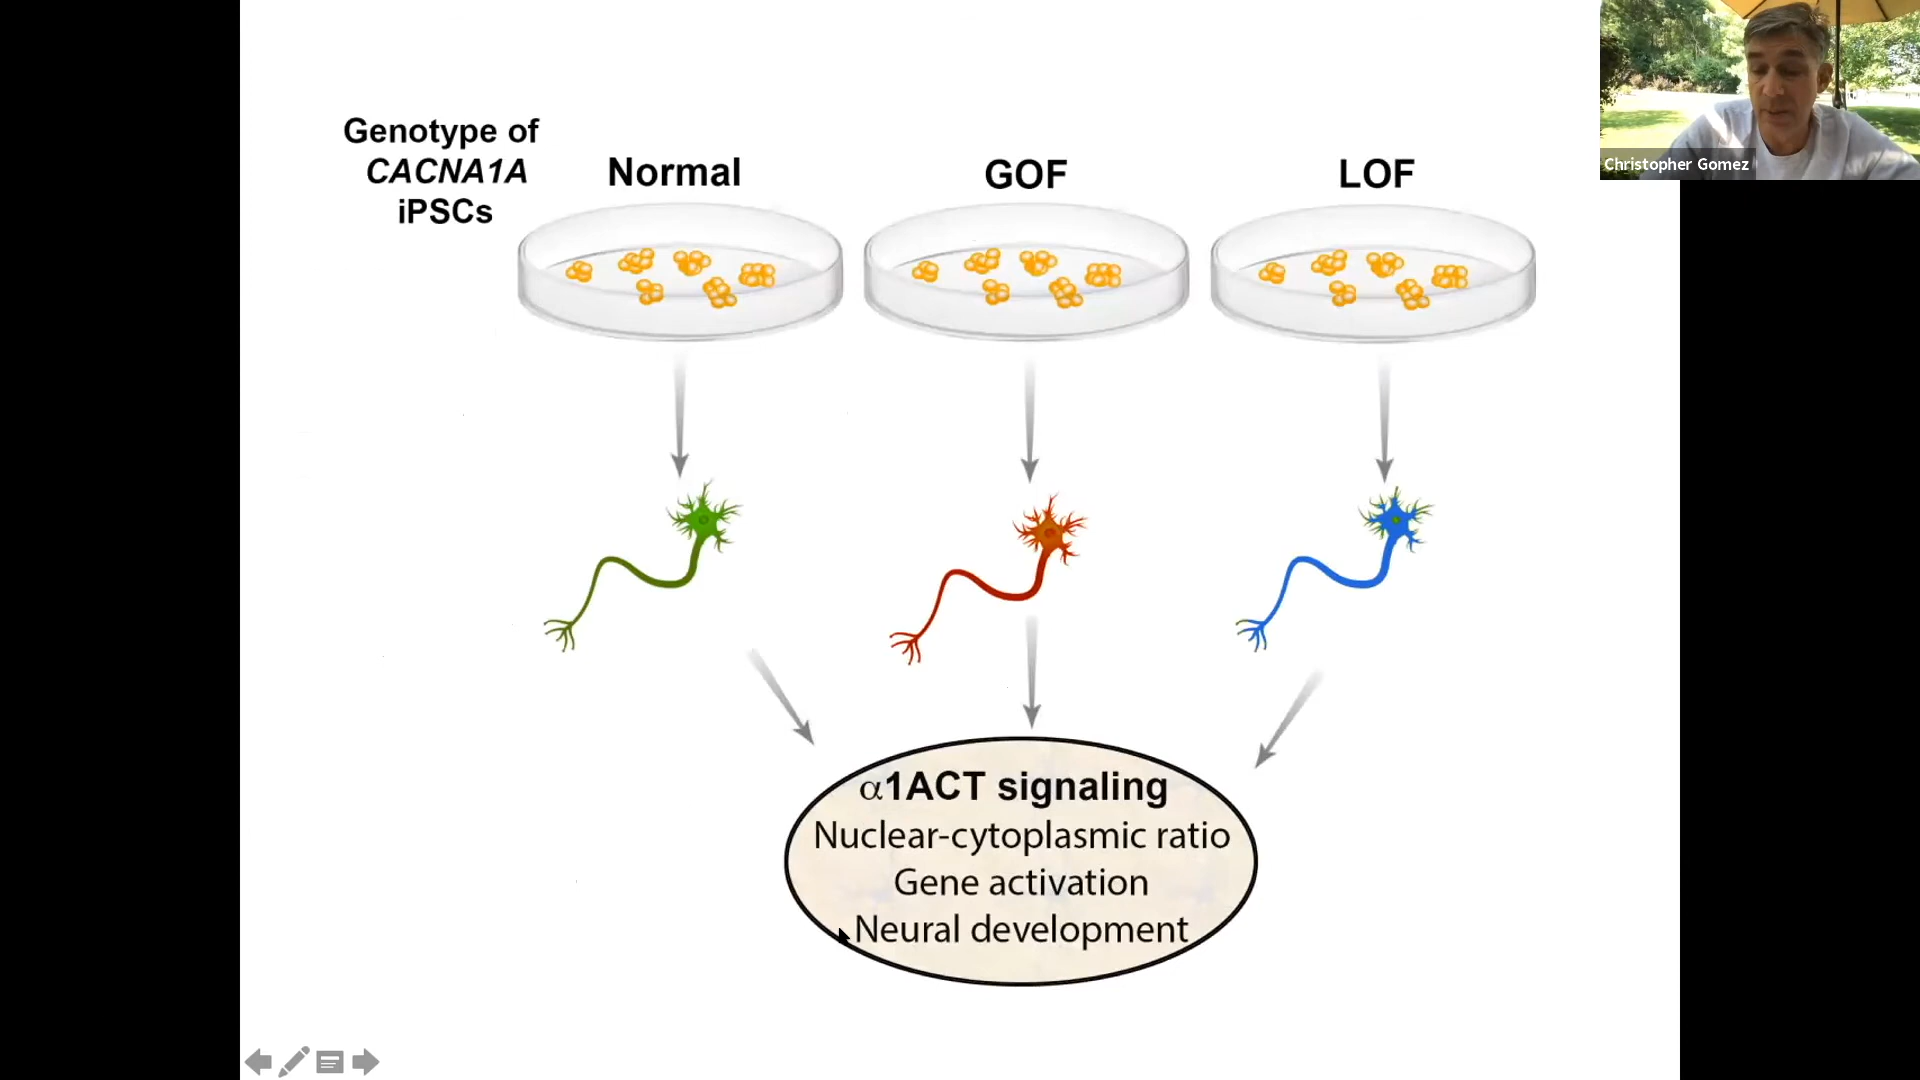 Genotype of
CACNA1A
iPSCs
Normal
GOF
LOF
Christopher Gomez
α1ACT signaling
Nuclear-cytoplasmic ratio
Gene activation
Neural development